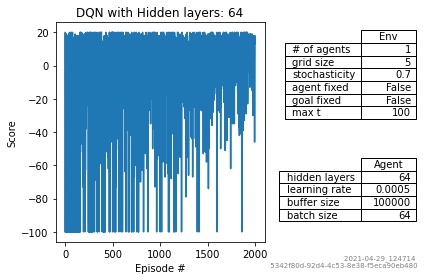 DQN with Hidden layers: 64
20
0
−20
−40
−60
−80
−100
Score
0
500
1000
1500
2000
Episode #
Env
# of agents 1
grid size 5
stochasticity 0.7
agent fixed False
goal fixed False
max t 100
Agent
hidden layers 64
learning rate 0.0005
buffer size 100000
batch size 64
2021-04-29_124714
5342f80d-92d4-4c53-8e38-f5eca90eb480